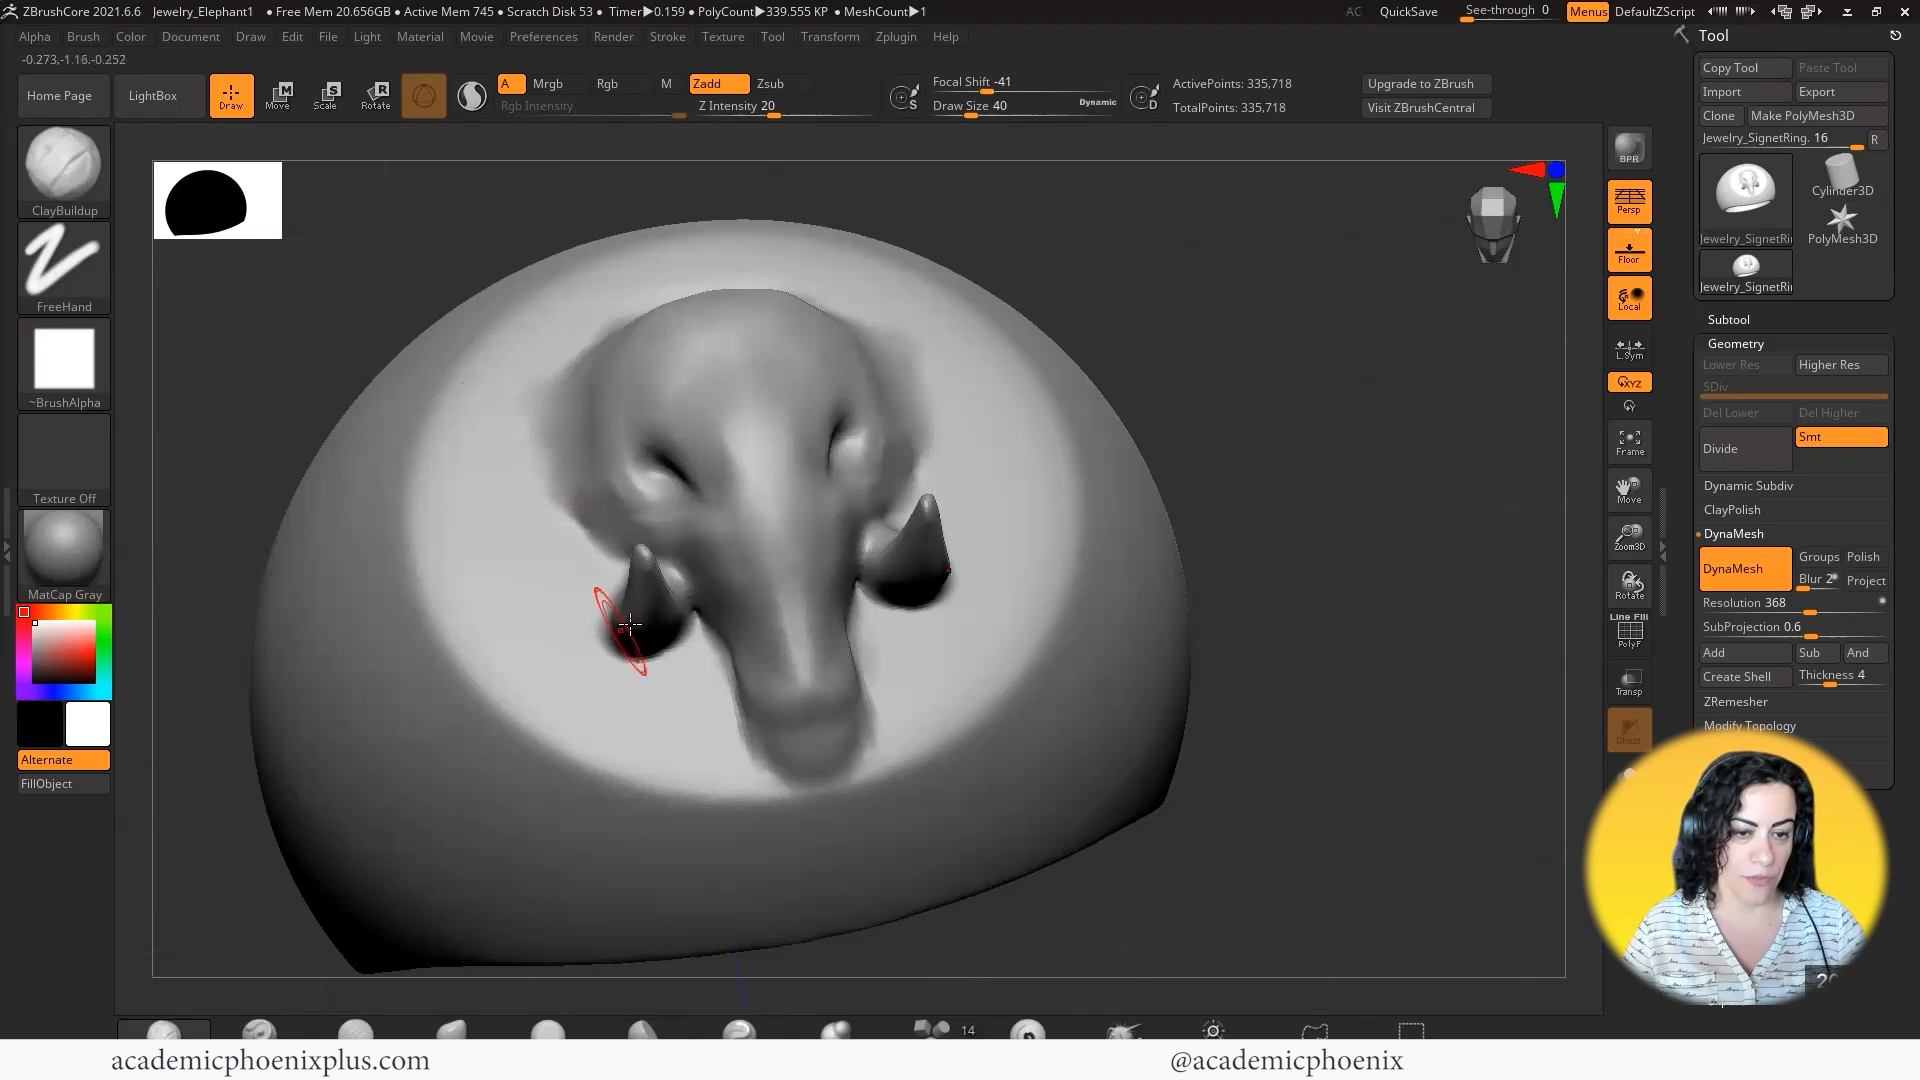 ZBrushCore 2021.6.6 Jewelry_Elephant1 • Free Mem 20.656GB • Active Mem 745 • Scratch Disk 53 • Timer▶0.159 • PolyCount▶339.555 KP • MeshCount▶1 AC QuickSave See-through 0 Menus DefaultZScript
Alpha Brush Color Document Draw Edit File Light Material Movie Preferences Render Stroke Texture Tool Transform Zplugin Help
-0.273,-1.16,-0.252
Home Page LightBox
Draw Move Scale Rotate
A Mrgb Rgb M Zadd Zsub
Rgb Intensity Z Intensity 20
S Focal Shift -41
Draw Size 40 Dynamic
D ActivePoints: 335,718
TotalPoints: 335,718
Upgrade to ZBrush
Visit ZBrushCentral
ClayBuildup
FreeHand
~BrushAlpha
Texture Off
MatCap Gray
Alternate
FillObject
BPR
Persp
Floor
Local
L.Sym
XYZ
Frame
Move
Zoom3D
Rotate
Line Fill
PolyF
Transp
Ghost
Tool
Copy Tool Paste Tool
Import Export
Clone Make PolyMesh3D
Jewelry_SignetRing. 16 R
Cylinder3D
Jewelry_SignetRi PolyMesh3D
Jewelry_SignetRi
Subtool
Geometry
Lower Res Higher Res
SDiv
Del Lower Del Higher
Divide Smt
Dynamic Subdiv
ClayPolish
DynaMesh
DynaMesh Groups Polish
Blur 2 Project
Resolution 368
SubProjection 0.6
Add Sub And
Create Shell Thickness 4
ZRemesher
Modify Topology
14
academicphoenixplus.com @academicphoenix